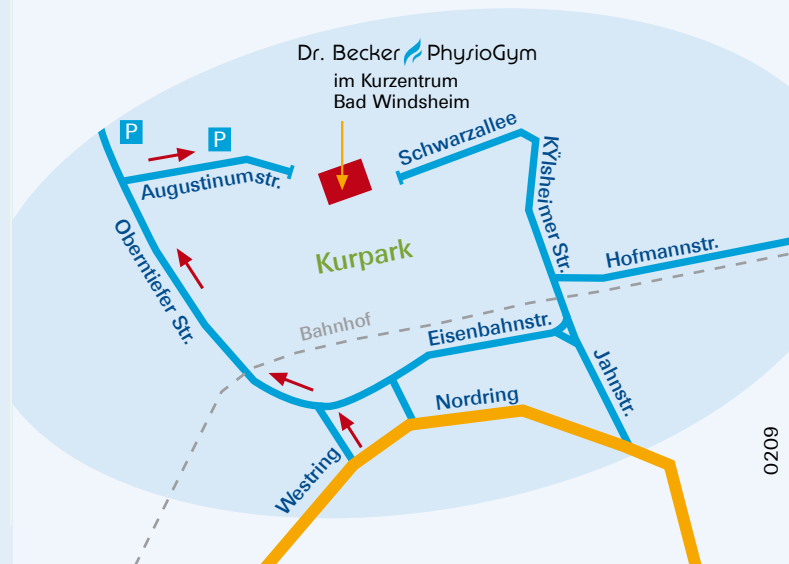 Dr. Becker PhysioGym
im Kurzentrum
Bad Windsheim
P
P
Schwarzallee
Augustinumstr.
KŸlsheimer Str.
Oberntiefer Str.
Kurpark
Hofmannstr.
Bahnhof
Eisenbahnstr.
Jahnstr.
Nordring
Westring
0209